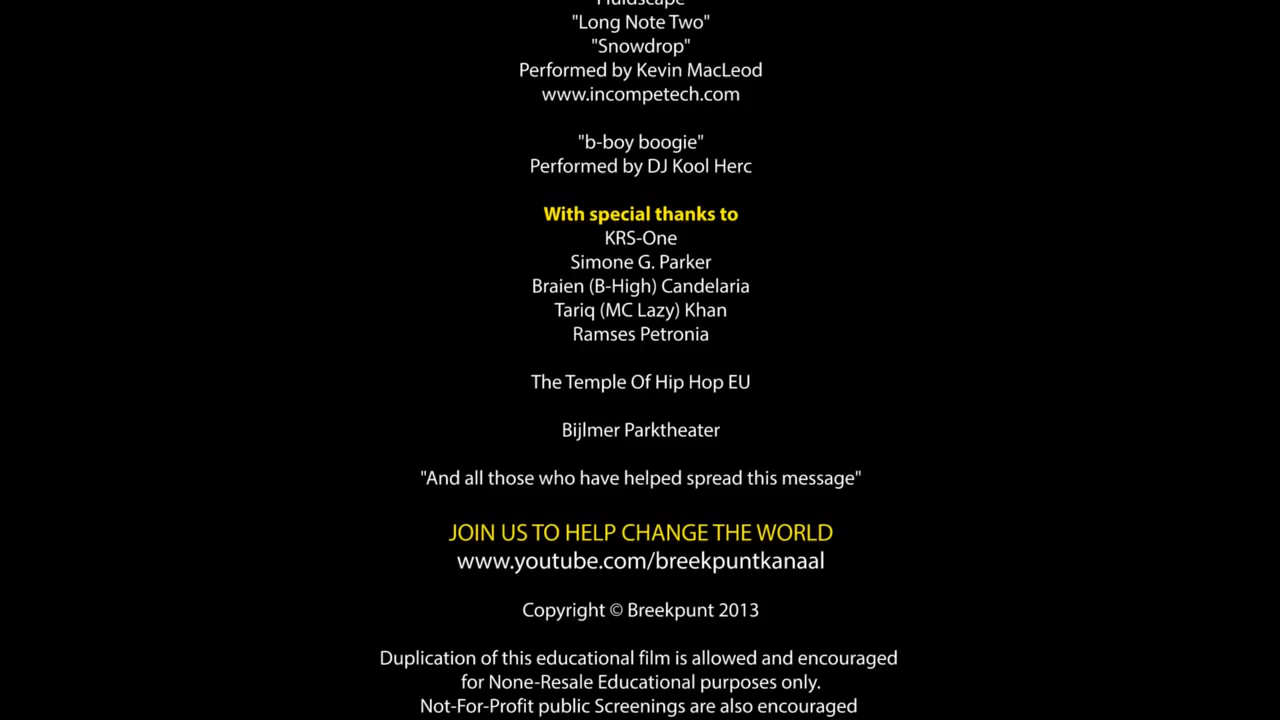 Fluidscape
"Long Note Two"
"Snowdrop"
Performed by Kevin MacLeod
www.incompetech.com
"b-boy boogie"
Performed by DJ Kool Herc
With special thanks to
KRS-One
Simone G. Parker
Braien (B-High) Candelaria
Tariq (MC Lazy) Khan
Ramses Petronia
The Temple Of Hip Hop EU
Bijlmer Parktheater
"And all those who have helped spread this message"
JOIN US TO HELP CHANGE THE WORLD
www.youtube.com/breekpuntkanaal
Copyright © Breekpunt 2013
Duplication of this educational film is allowed and encouraged
for None-Resale Educational purposes only.
Not-For-Profit public Screenings are also encouraged